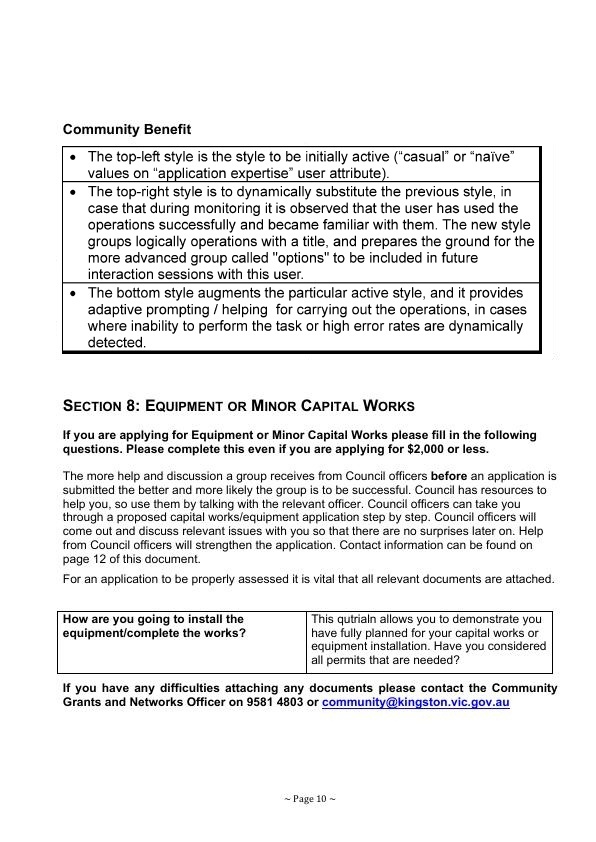 Community Benefit
• The top-left style is the style to be initially active (“casual” or “naïve”
values on “application expertise” user attribute).
• The top-right style is to dynamically substitute the previous style, in
case that during monitoring it is observed that the user has used the
operations successfully and became familiar with them. The new style
groups logically operations with a title, and prepares the ground for the
more advanced group called "options" to be included in future
interaction sessions with this user.
• The bottom style augments the particular active style, and it provides
adaptive prompting / helping for carrying out the operations, in cases
where inability to perform the task or high error rates are dynamically
detected.
SECTION 8: EQUIPMENT OR MINOR CAPITAL WORKS
If you are applying for Equipment or Minor Capital Works please fill in the following
questions. Please complete this even if you are applying for $2,000 or less.
The more help and discussion a group receives from Council officers before an application is
submitted the better and more likely the group is to be successful. Council has resources to
help you, so use them by talking with the relevant officer. Council officers can take you
through a proposed capital works/equipment application step by step. Council officers will
come out and discuss relevant issues with you so that there are no surprises later on. Help
from Council officers will strengthen the application. Contact information can be found on
page 12 of this document.
For an application to be properly assessed it is vital that all relevant documents are attached.
How are you going to install the
equipment/complete the works?
This qutrialn allows you to demonstrate you
have fully planned for your capital works or
equipment installation. Have you considered
all permits that are needed?
If you have any difficulties attaching any documents please contact the Community
Grants and Networks Officer on 9581 4803 or community@kingston.vic.gov.au
~ Page 10 ~